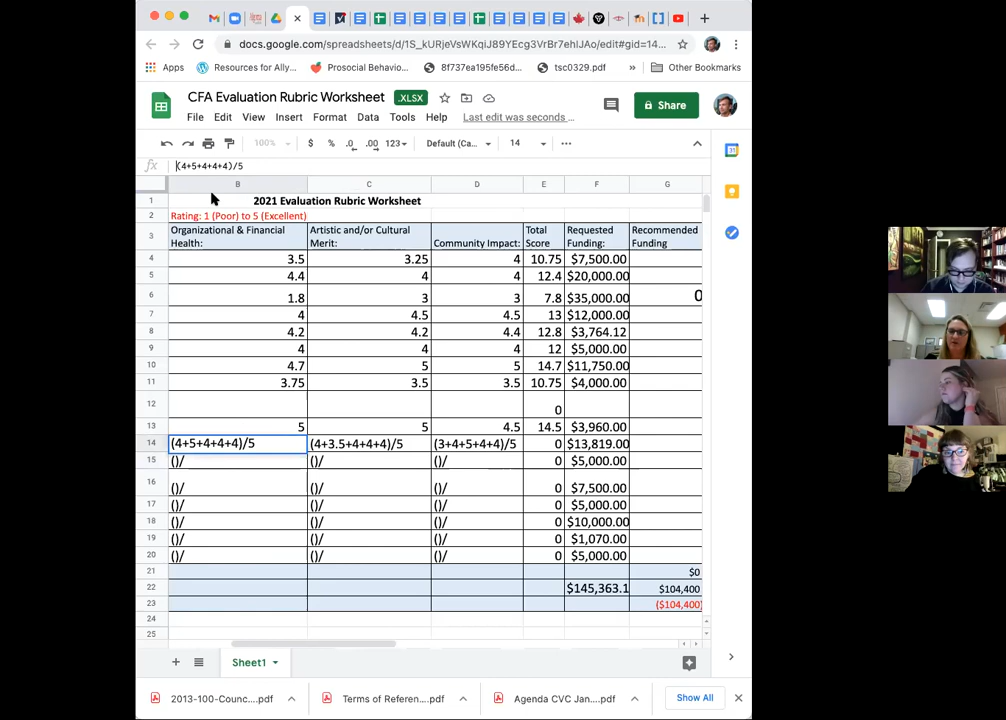 docs.google.com/spreadsheets/d/1S_kURjeVsWKqiJ89YEcg3VrBr7ehIJAo/edit#gid=14...
Apps Resources for Ally... Prosocial Behavio... 8f737ea195fe56d... tsc0329.pdf » Other Bookmarks
CFA Evaluation Rubric Worksheet .XLSX Share
File Edit View Insert Format Data Tools Help Last edit was seconds ...
100% $ % .0 .00 123 Default (Ca... 14 ...
fx (4+5+4+4+4)/5
B C D E F G
1 2021 Evaluation Rubric Worksheet
2 Rating: 1 (Poor) to 5 (Excellent)
3 Organizational & Financial Health: Artistic and/or Cultural Merit: Community Impact: Total Score Requested Funding: Recommended Funding
4 3.5 3.25 4 10.75 $7,500.00
5 4.4 4 4 12.4 $20,000.00
6 1.8 3 3 7.8 $35,000.00 0
7 4 4.5 4.5 13 $12,000.00
8 4.2 4.2 4.4 12.8 $3,764.12
9 4 4 4 12 $5,000.00
10 4.7 5 5 14.7 $11,750.00
11 3.75 3.5 3.5 10.75 $4,000.00
12 0
13 5 5 4.5 14.5 $3,960.00
14 (4+5+4+4+4)/5 (4+3.5+4+4+4)/5 (3+4+5+4+4)/5 0 $13,819.00
15 ()/ ()/ ()/ 0 $5,000.00
16 ()/ ()/ ()/ 0 $7,500.00
17 ()/ ()/ ()/ 0 $5,000.00
18 ()/ ()/ ()/ 0 $10,000.00
19 ()/ ()/ ()/ 0 $1,070.00
20 ()/ ()/ ()/ 0 $5,000.00
21 $0
22 $145,363.1 $104,400
23 ($104,400)
24
25
Sheet1
2013-100-Counc....pdf Terms of Referen....pdf Agenda CVC Jan....pdf Show All